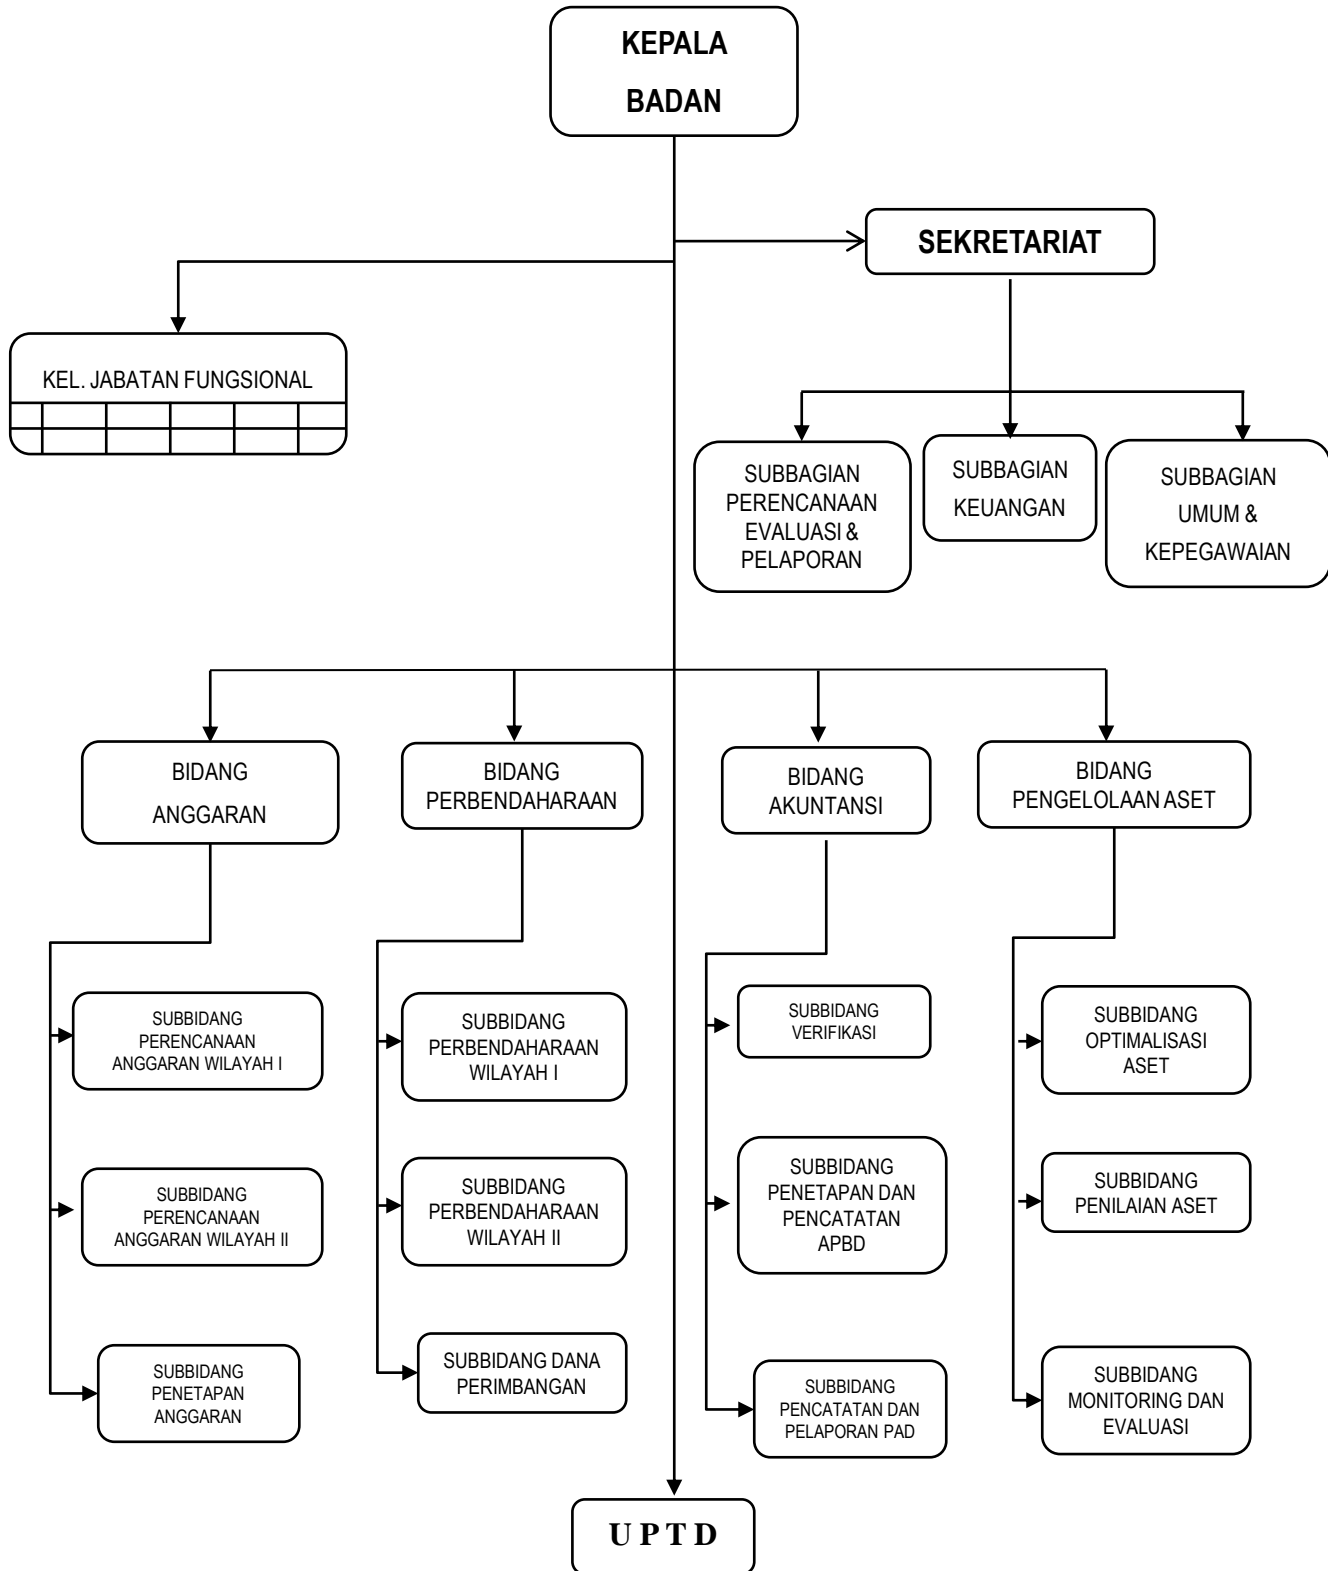 KEPALA
BADAN
SEKRETARIAT
KEL. JABATAN FUNGSIONAL
SUBBAGIAN
PERENCANAAN
EVALUASI &
PELAPORAN
SUBBAGIAN
KEUANGAN
SUBBAGIAN
UMUM &
KEPEGAWAIAN
BIDANG
ANGGARAN
BIDANG
PERBENDAHARAAN
BIDANG
AKUNTANSI
BIDANG
PENGELOLAAN ASET
SUBBIDANG
PERENCANAAN
ANGGARAN WILAYAH I
SUBBIDANG
PERBENDAHARAAN
WILAYAH I
SUBBIDANG
VERIFIKASI
SUBBIDANG
OPTIMALISASI
ASET
SUBBIDANG
PERENCANAAN
ANGGARAN WILAYAH II
SUBBIDANG
PERBENDAHARAAN
WILAYAH II
SUBBIDANG
PENETAPAN DAN
PENCATATAN
APBD
SUBBIDANG
PENILAIAN ASET
SUBBIDANG
PENETAPAN
ANGGARAN
SUBBIDANG DANA
PERIMBANGAN
SUBBIDANG
PENCATATAN DAN
PELAPORAN PAD
SUBBIDANG
MONITORING DAN
EVALUASI
U P T D